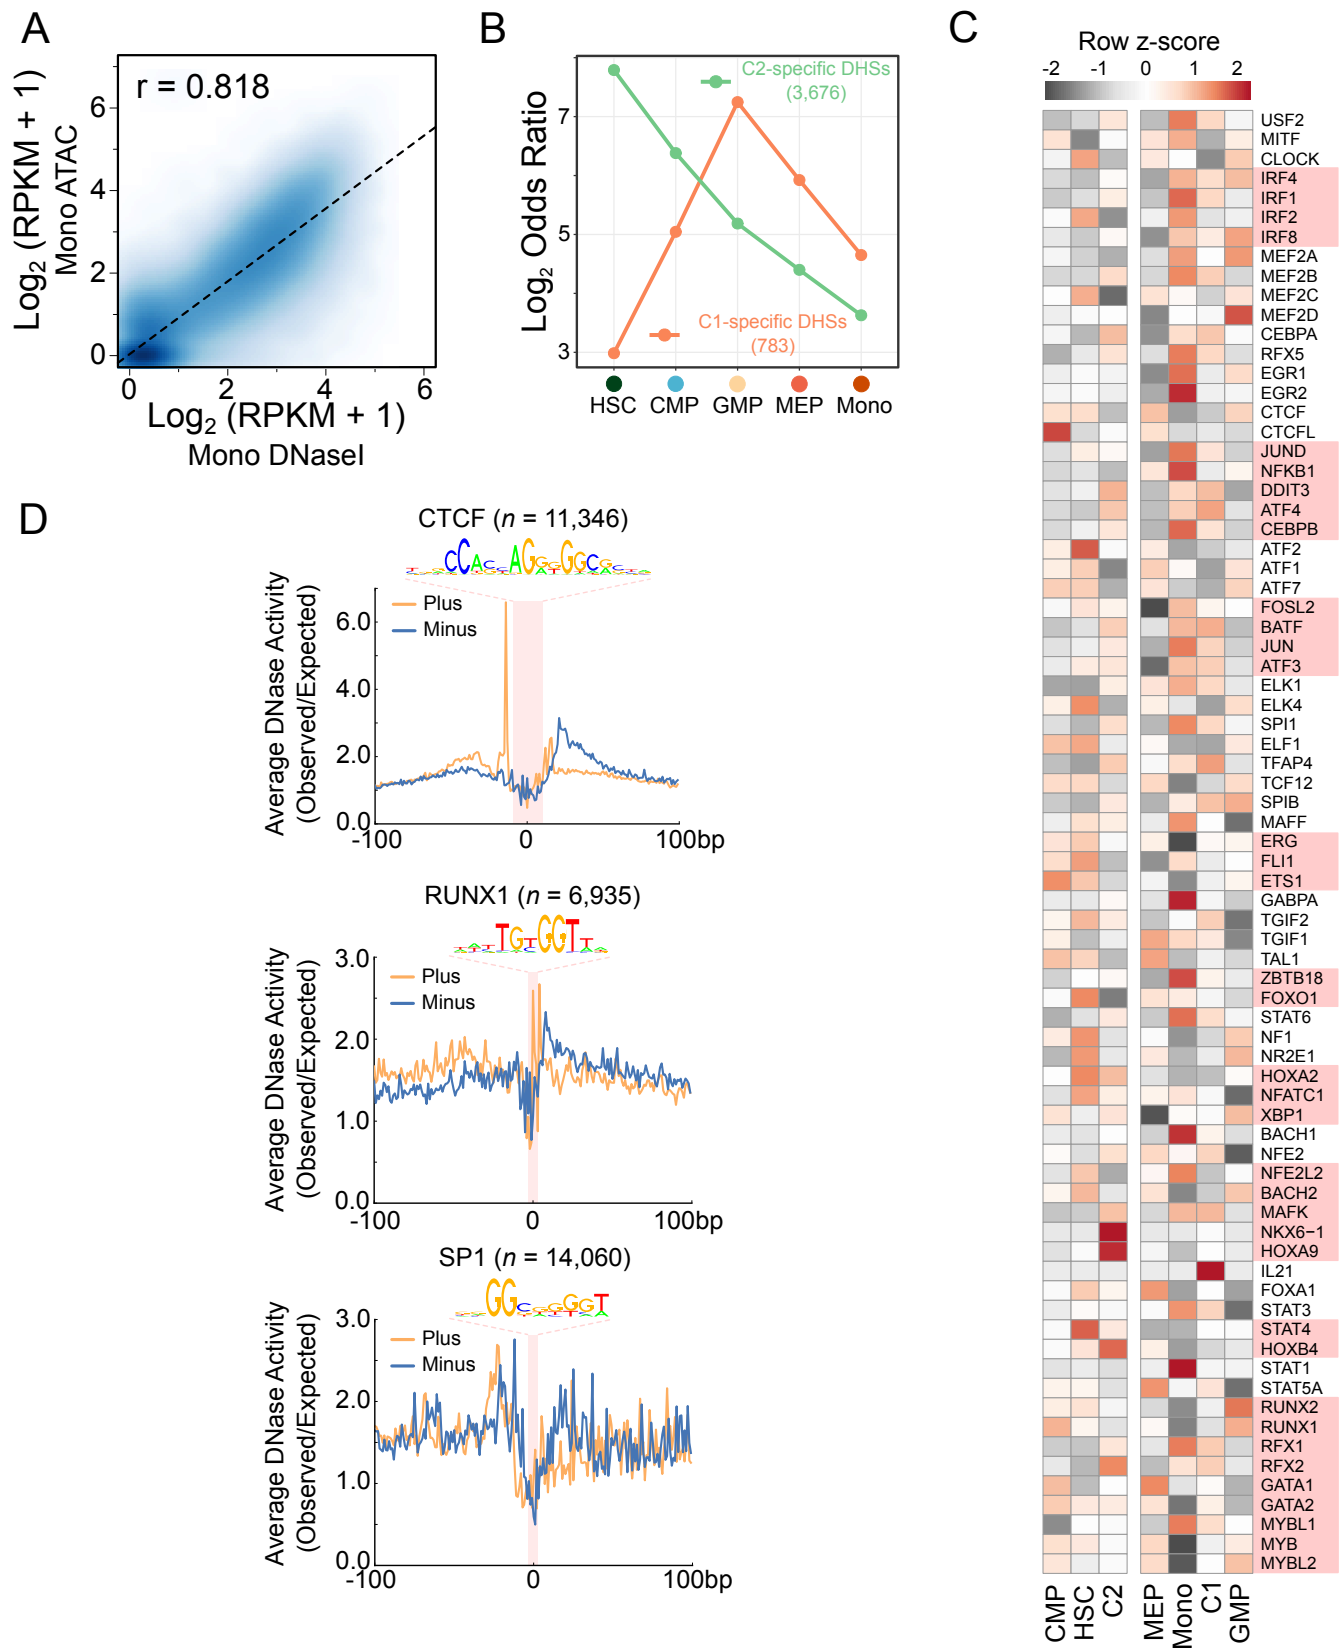 A
r = 0.818
Log2 (RPKM + 1)
Mono ATAC
6
4
2
0
0
2
4
6
Log2 (RPKM + 1)
Mono DNaseI
B
C2-specific DHSs
(3,676)
C1-specific DHSs
(783)
Log2 Odds Ratio
7
5
3
HSC
CMP
GMP
MEP
Mono
C
Row z-score
-2 -1 0 1 2
USF2
MITF
CLOCK
IRF4
IRF1
IRF2
IRF8
MEF2A
MEF2B
MEF2C
MEF2D
CEBPA
RFX5
EGR1
EGR2
CTCF
CTCFL
JUND
NFKB1
DDIT3
ATF4
CEBPB
ATF2
ATF1
ATF7
FOSL2
BATF
JUN
ATF3
ELK1
ELK4
SPI1
ELF1
TFAP4
TCF12
SPIB
MAFF
ERG
FLI1
ETS1
GABPA
TGIF2
TGIF1
TAL1
ZBTB18
FOXO1
STAT6
NF1
NR2E1
HOXA2
NFATC1
XBP1
BACH1
NFE2
NFE2L2
BACH2
MAFK
NKX6−1
HOXA9
IL21
FOXA1
STAT3
STAT4
HOXB4
STAT1
STAT5A
RUNX2
RUNX1
RFX1
RFX2
GATA1
GATA2
MYBL1
MYB
MYBL2
CMP
HSC
C2
MEP
Mono
C1
GMP
D
CTCF (n = 11,346)
Plus
Minus
Average DNase Activity
(Observed/Expected)
6.0
4.0
2.0
0.0
-100 0 100bp
RUNX1 (n = 6,935)
Plus
Minus
Average DNase Activity
(Observed/Expected)
3.0
2.0
1.0
0.0
-100 0 100bp
SP1 (n = 14,060)
Plus
Minus
Average DNase Activity
(Observed/Expected)
3.0
2.0
1.0
0.0
-100 0 100bp